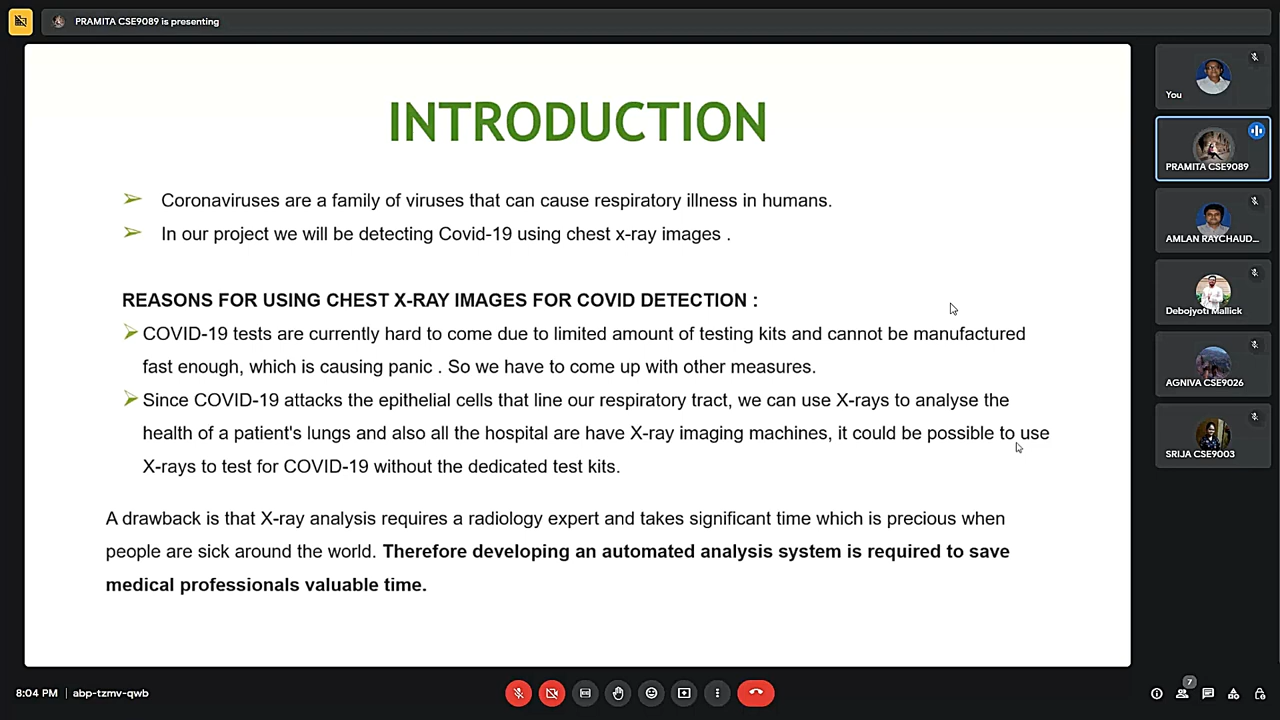 PRAMITA CSE9089 is presenting
INTRODUCTION
➢ Coronaviruses are a family of viruses that can cause respiratory illness in humans.
➢ In our project we will be detecting Covid-19 using chest x-ray images .
REASONS FOR USING CHEST X-RAY IMAGES FOR COVID DETECTION :
➢ COVID-19 tests are currently hard to come due to limited amount of testing kits and cannot be manufactured
fast enough, which is causing panic . So we have to come up with other measures.
➢ Since COVID-19 attacks the epithelial cells that line our respiratory tract, we can use X-rays to analyse the
health of a patient's lungs and also all the hospital are have X-ray imaging machines, it could be possible to use
X-rays to test for COVID-19 without the dedicated test kits.
A drawback is that X-ray analysis requires a radiology expert and takes significant time which is precious when
people are sick around the world. Therefore developing an automated analysis system is required to save
medical professionals valuable time.
You
PRAMITA CSE9089
AMLAN RAYCHAUD...
Debojyoti Mallick
AGNIVA CSE9026
SRIJA CSE9003
8:04 PM | abp-tzmv-qwb
7